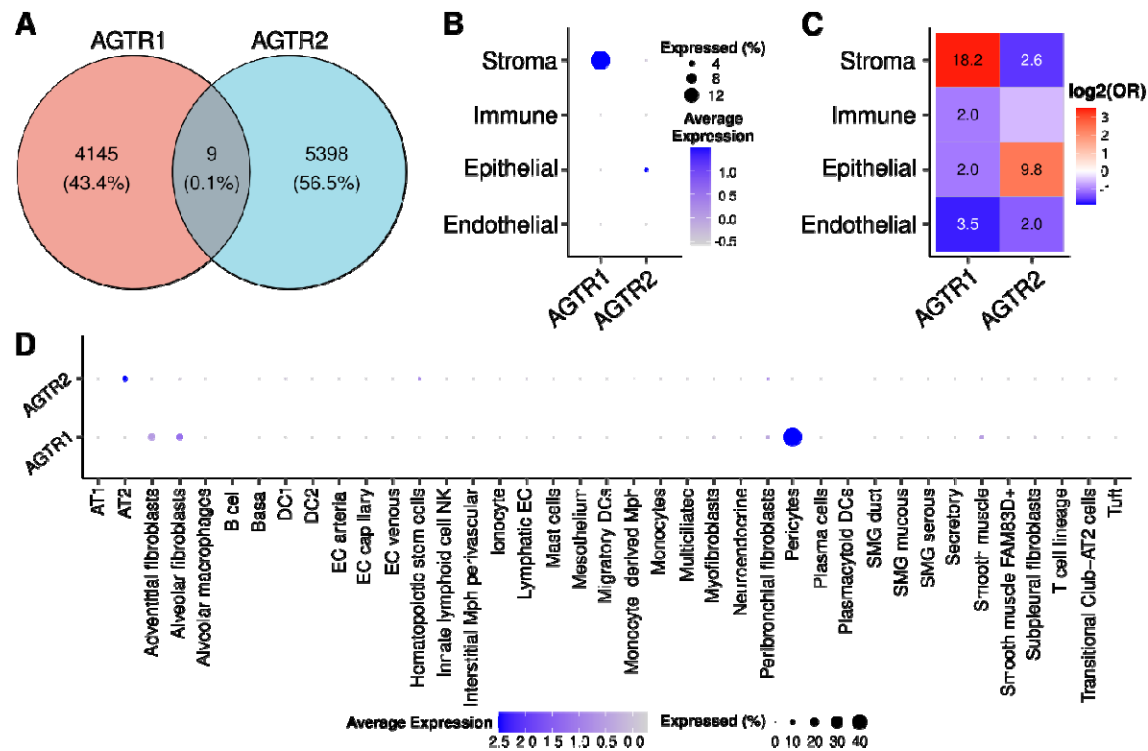 A
AGTR1
AGTR2
4145
(43.4%)
9
(0.1%)
5398
(56.5%)
B
Stroma
Immune
Epithelial
Endothelial
AGTR1
AGTR2
Expressed (%)
4
8
12
Average
Expression
1.0
0.5
0.0
-0.5
C
Stroma
Immune
Epithelial
Endothelial
18.2
2.6
2.0
2.0
9.8
3.5
2.0
AGTR1
AGTR2
log2(OR)
3
2
1
0
-1
D
AGTR2
AGTR1
AT1
AT2
Adventitial fibroblasts
Alveolar fibroblasts
Alveolar macrophages
B cel
Basa
DC1
DC2
EC arteria
EC cap llary
EC venous
Hematopoietic stem cells
Innate lymphoid cell NK
Interstitial Mph perivascular
Ionocyte
Lymphatic EC
Mast cells
Mesothelium
Migratory DCs
Monocyte derived Mph
Monocytes
Multiciliated
Myofibroblasts
Neuroendocrine
Peribronchial fibroblasts
Pericytes
Plasma cells
Plasmacytoid DCs
SMG duct
SMG mucous
SMG serous
Secretory
Smooth muscle
Smooth muscle FAM83D+
Subpleural fibroblasts
T cell lineage
Transitional Club-AT2 cells
Tuft
Average Expression
2.5 2.0 1.5 1.0 0.5 0.0
Expressed (%)
0 10 20 30 40